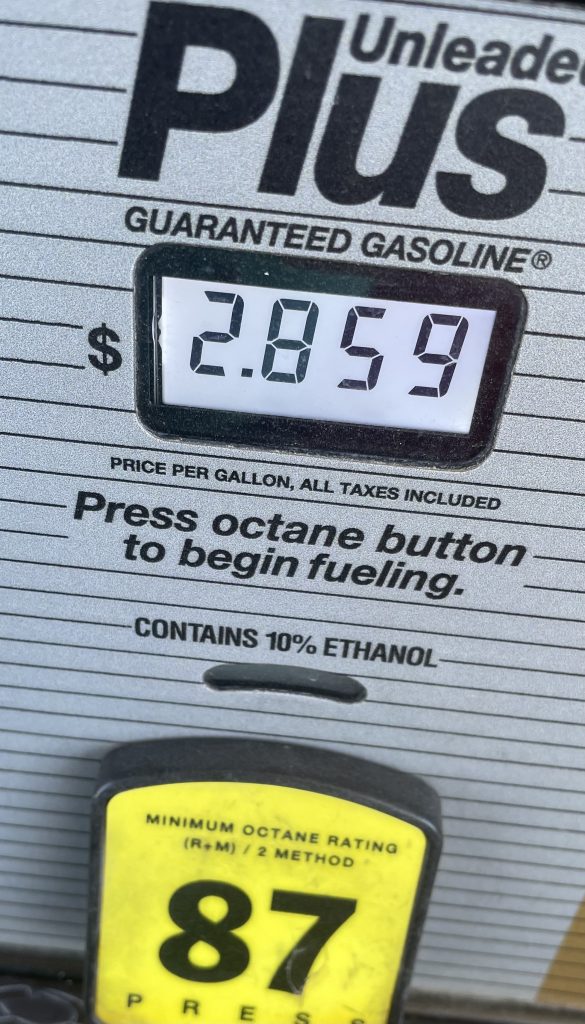 Unleade
Plus
GUARANTEED GASOLINE®
$ 2.859
PRICE PER GALLON, ALL TAXES INCLUDED
Press octane button
to begin fueling.
CONTAINS 10% ETHANOL
MINIMUM OCTANE RATING
(R+M) / 2 METHOD
87
PRESS